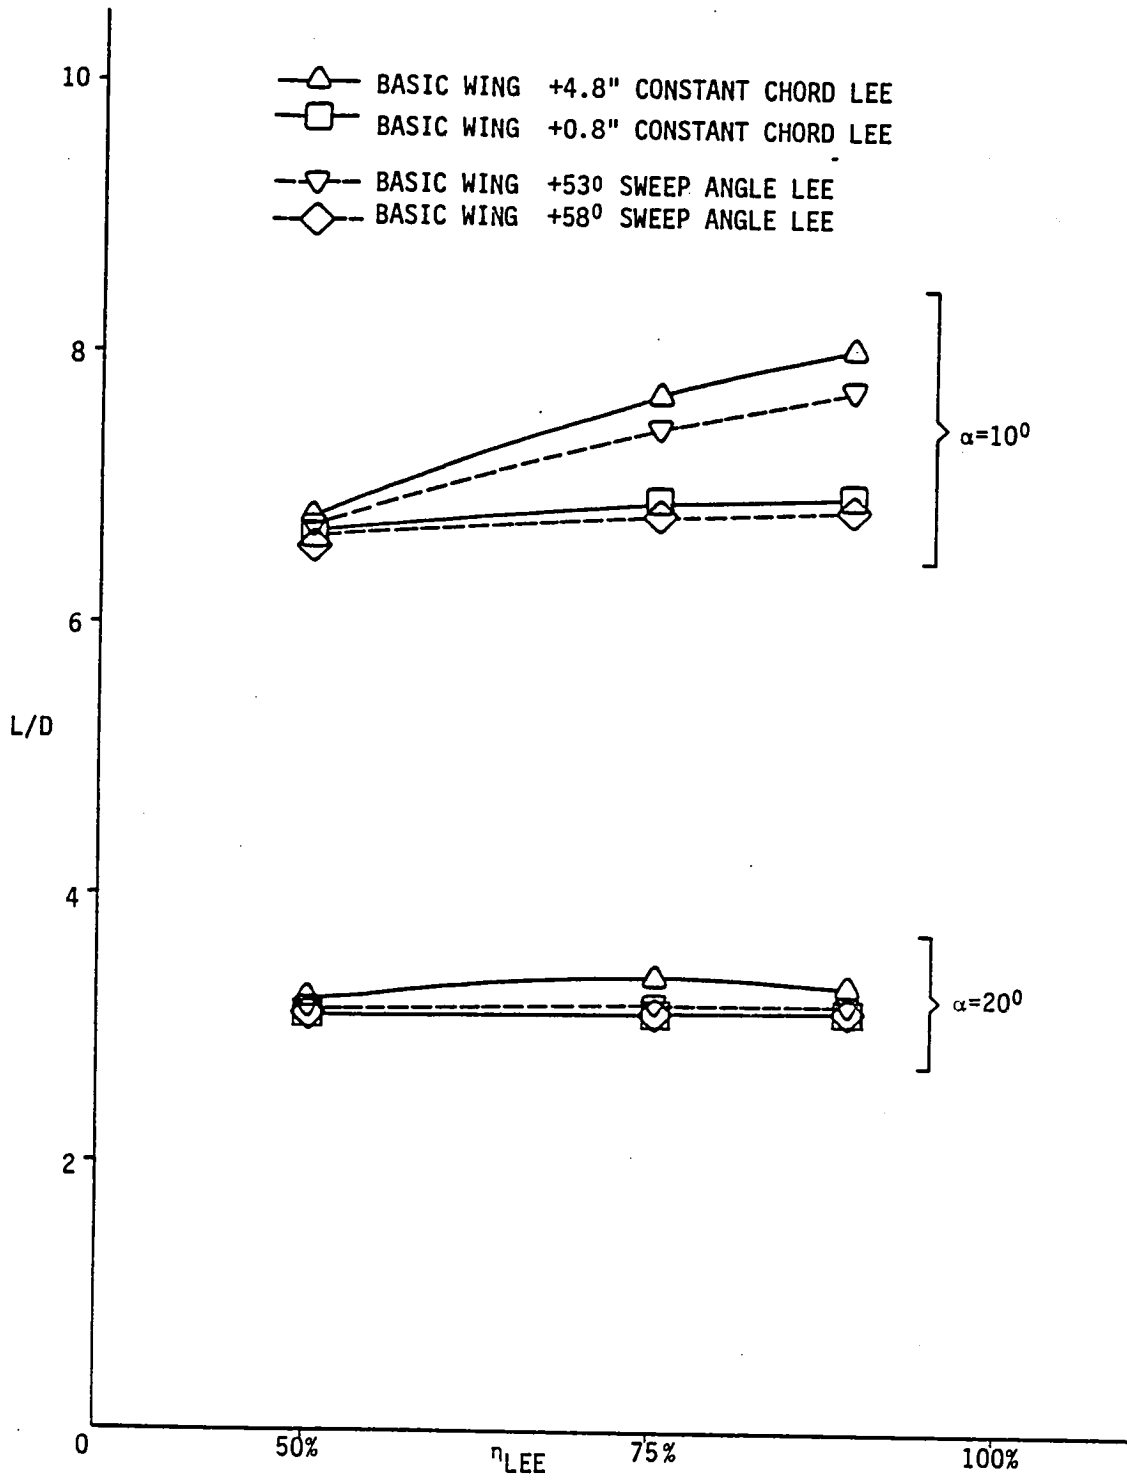 10
BASIC WING +4.8" CONSTANT CHORD LEE
BASIC WING +0.8" CONSTANT CHORD LEE
BASIC WING +53⁰ SWEEP ANGLE LEE
BASIC WING +58⁰ SWEEP ANGLE LEE
8
α=10⁰
6
L/D
4
α=20⁰
2
0
50%
ηLEE
75%
100%